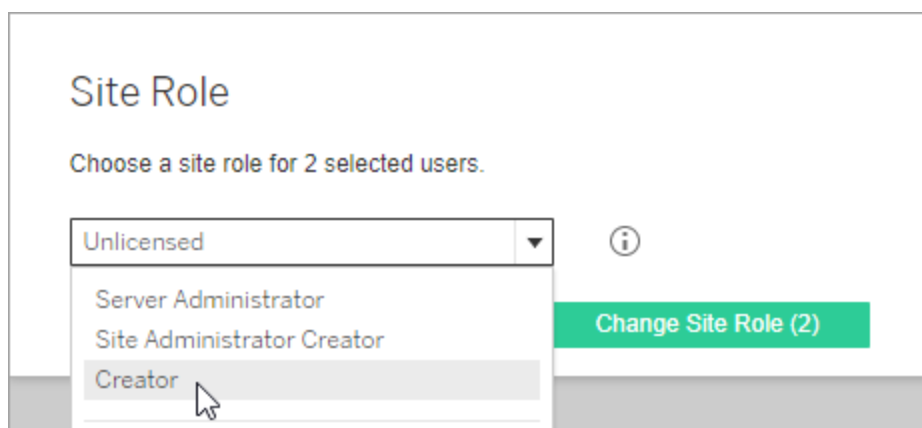 Site Role
Choose a site role for 2 selected users.
Unlicensed
Server Administrator
Site Administrator Creator
Change Site Role (2)
Creator